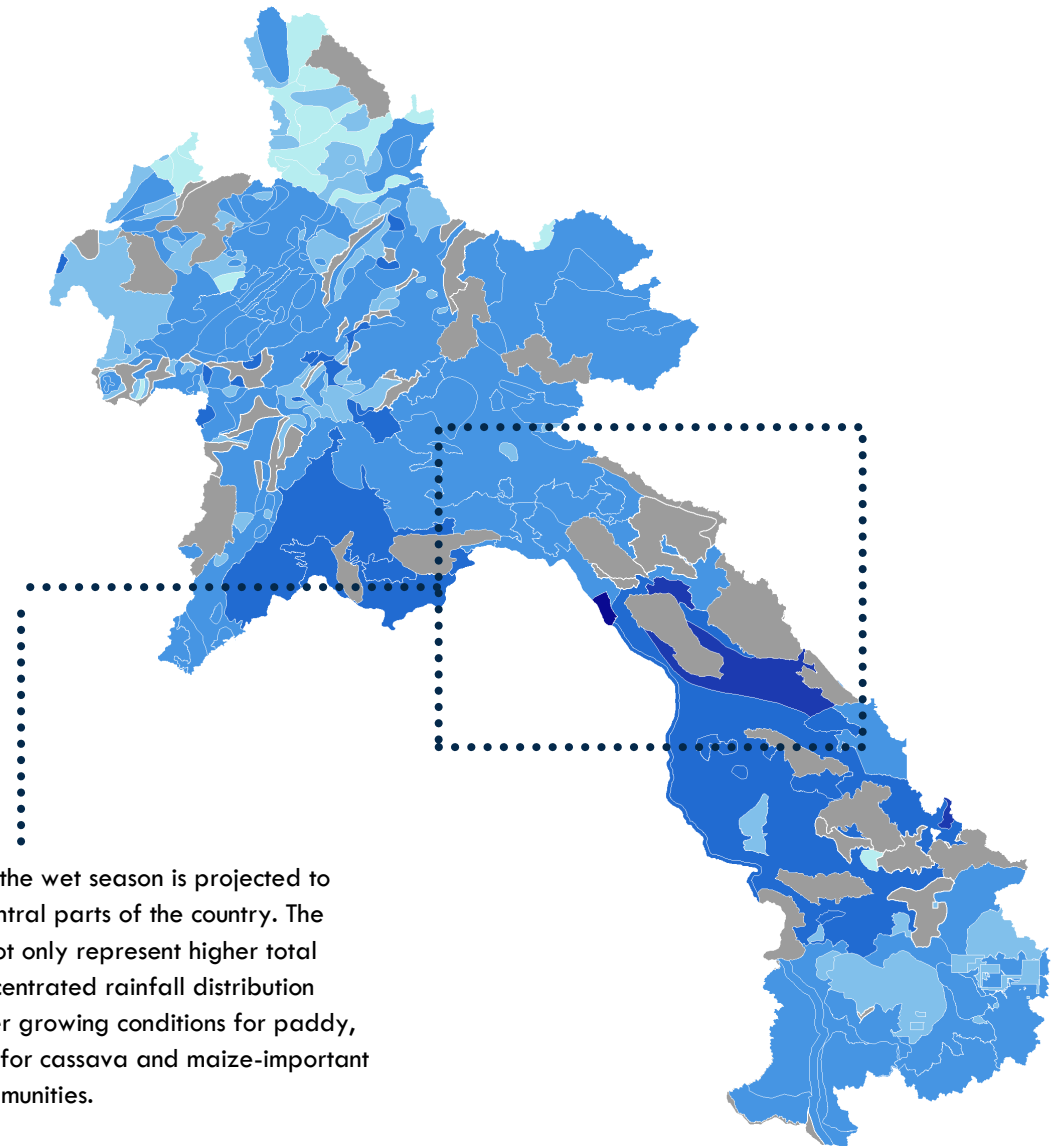 the wet season is projected to
ntral parts of the country. The
ot only represent higher total
centrated rainfall distribution
er growing conditions for paddy,
for cassava and maize-important
munities.